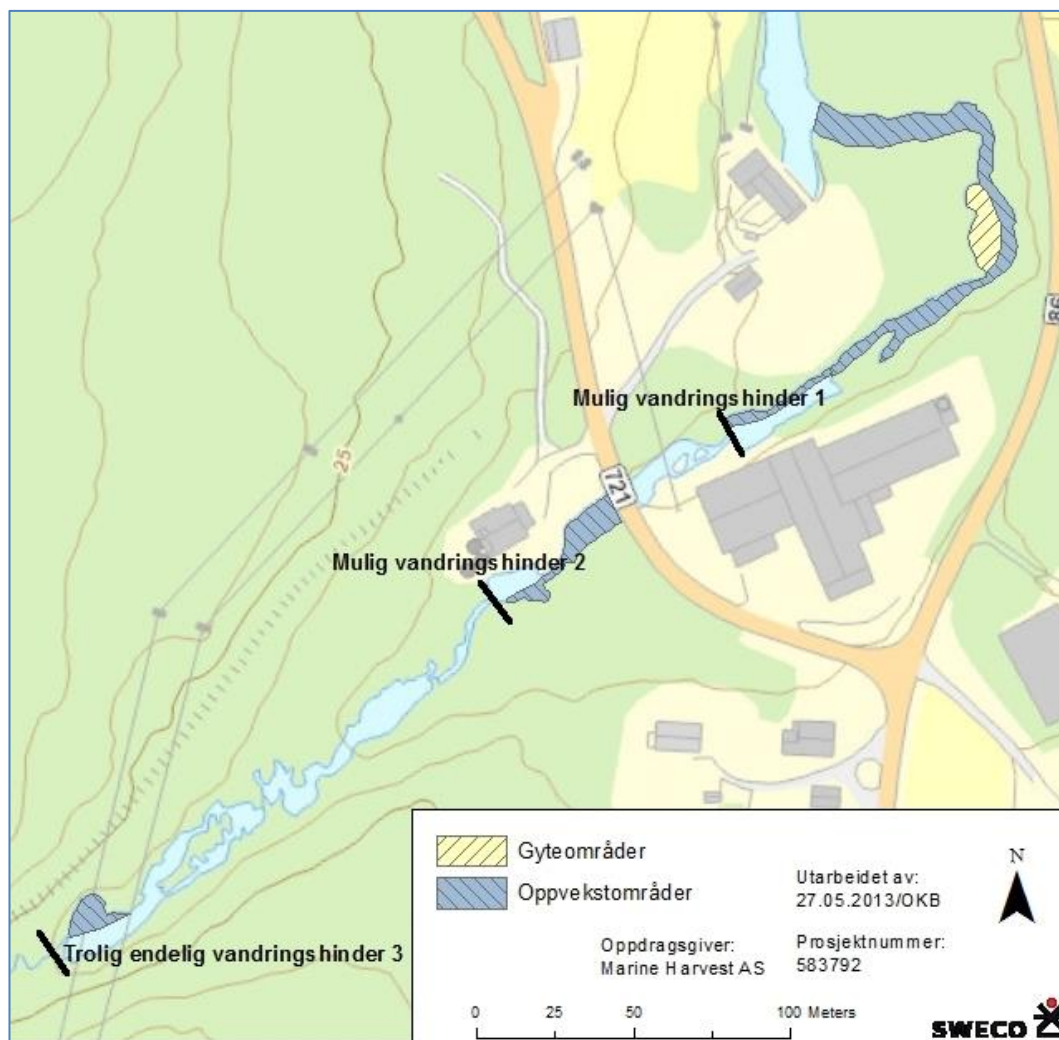 86
Mulig vandringshinder 1
25
721
Mulig vandringshinder 2
Trolig endelig vandringshinder 3
Gyteområder
Oppvekstområder
Utarbeidet av:
27.05.2013/OKB
N
Oppdragsgiver:
Marine Harvest AS
Prosjektnummer:
583792
0 25 50 100 Meters
SWECO